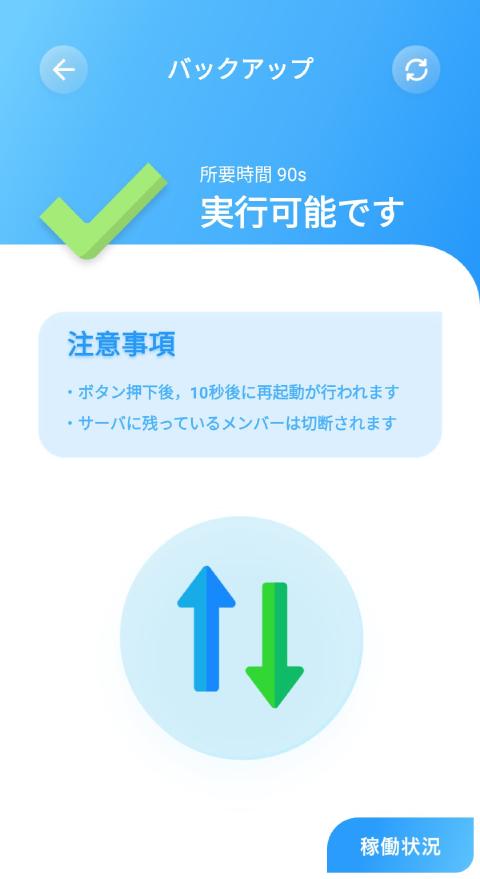 バックアップ
所要時間 90s
実行可能です
注意事項
・ボタン押下後，10秒後に再起動が行われます
・サーバに残っているメンバーは切断されます
稼働状況